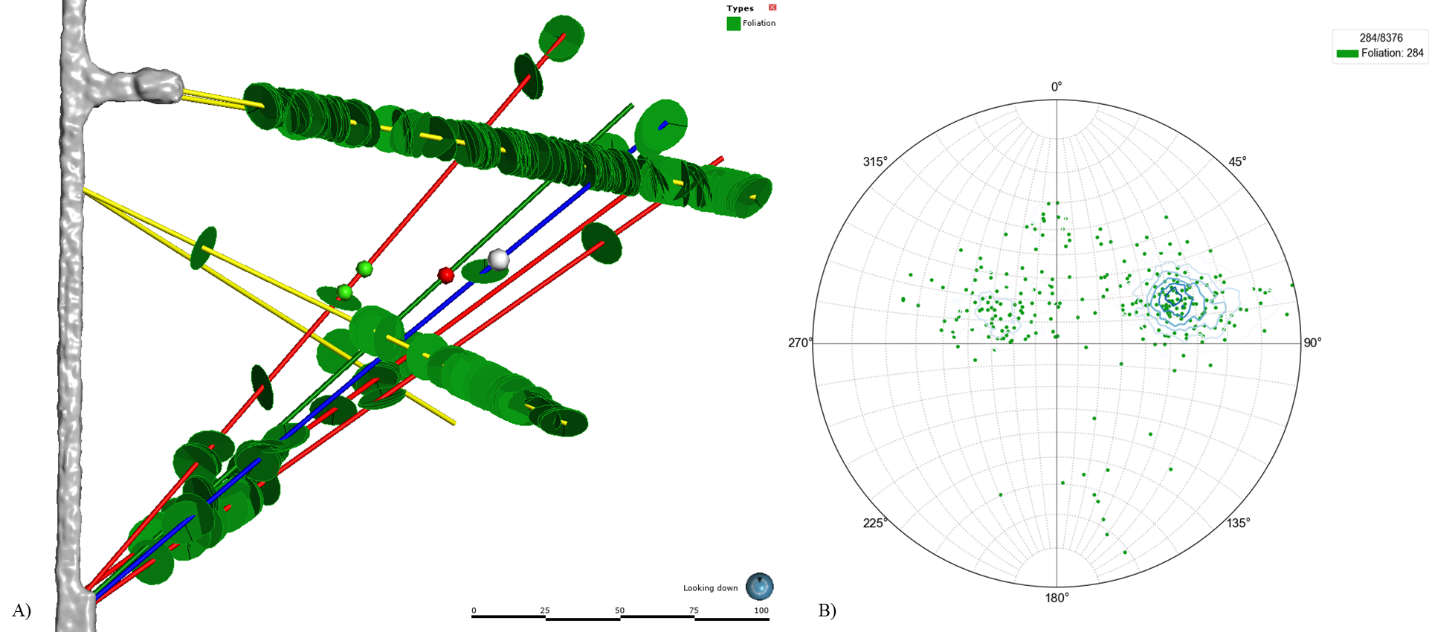 Types
Foliation
Looking down
0 25 50 75 100
A)
284/8376
Foliation: 284
0°
45°
90°
135°
180°
225°
270°
315°
B)